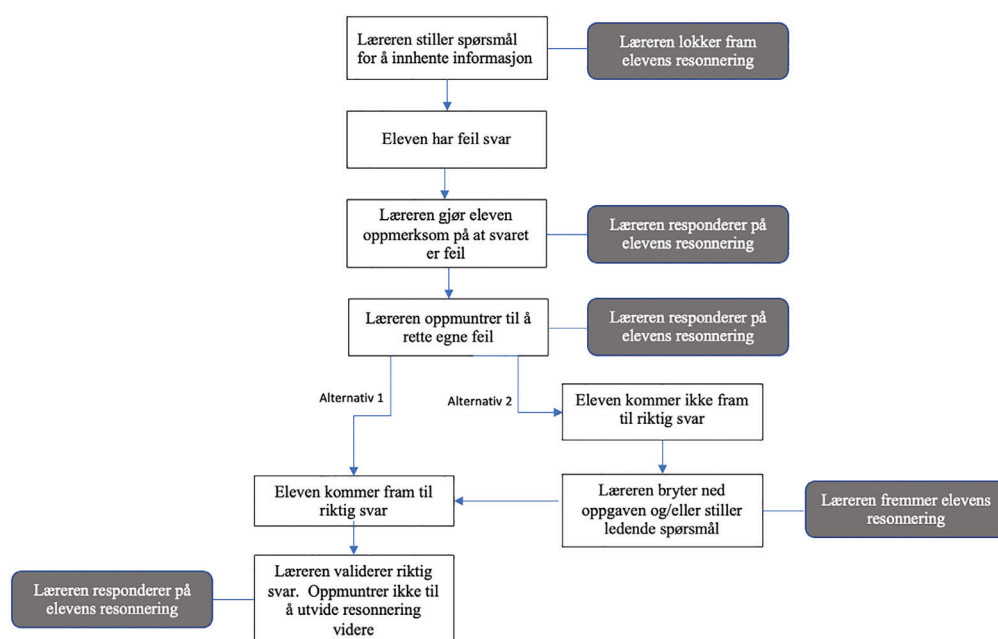 Læreren stiller spørsmål
for å innhente informasjon
Læreren lokker fram
elevens resonnering
Eleven har feil svar
Læreren gjør eleven
oppmerksom på at svaret
er feil
Læreren responderer på
elevens resonnering
Læreren oppmuntrer til å
rette egne feil
Læreren responderer på
elevens resonnering
Alternativ 1
Alternativ 2
Eleven kommer ikke fram
til riktig svar
Eleven kommer fram til
riktig svar
Læreren bryter ned
oppgaven og/eller stiller
ledende spørsmål
Læreren fremmer elevens
resonnering
Læreren responderer på
elevens resonnering
Læreren validerer riktig
svar. Oppmuntrer ikke til
å utvide resonnering
videre